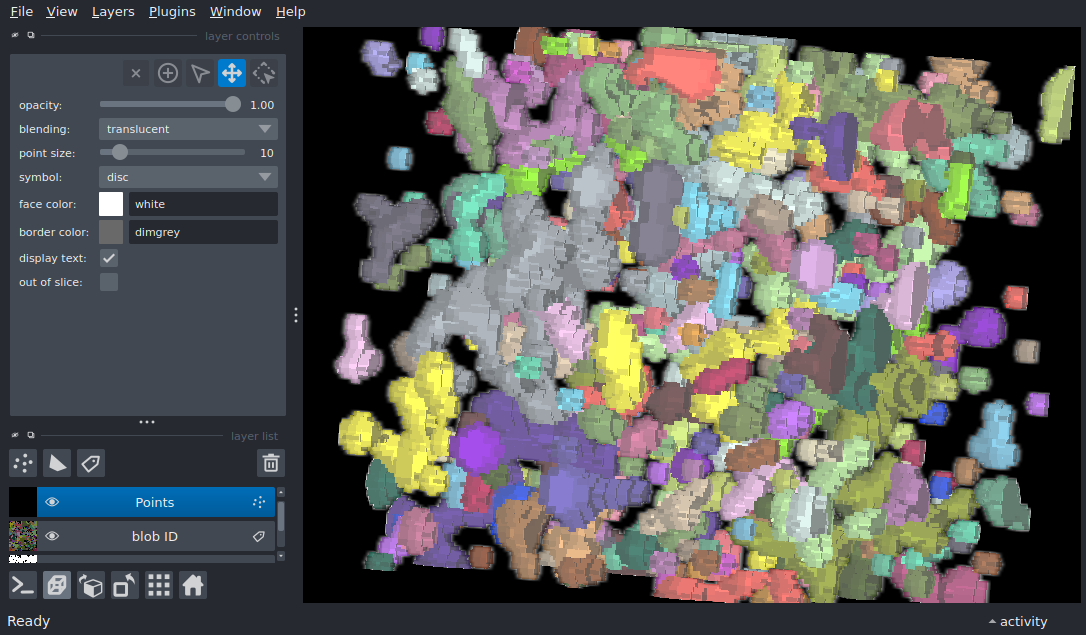 File View Layers Plugins Window Help
layer controls
opacity: 1.00
blending: translucent
point size: 10
symbol: disc
face color: white
border color: dimgrey
display text:
out of slice:
layer list
Points
blob ID
Ready
activity